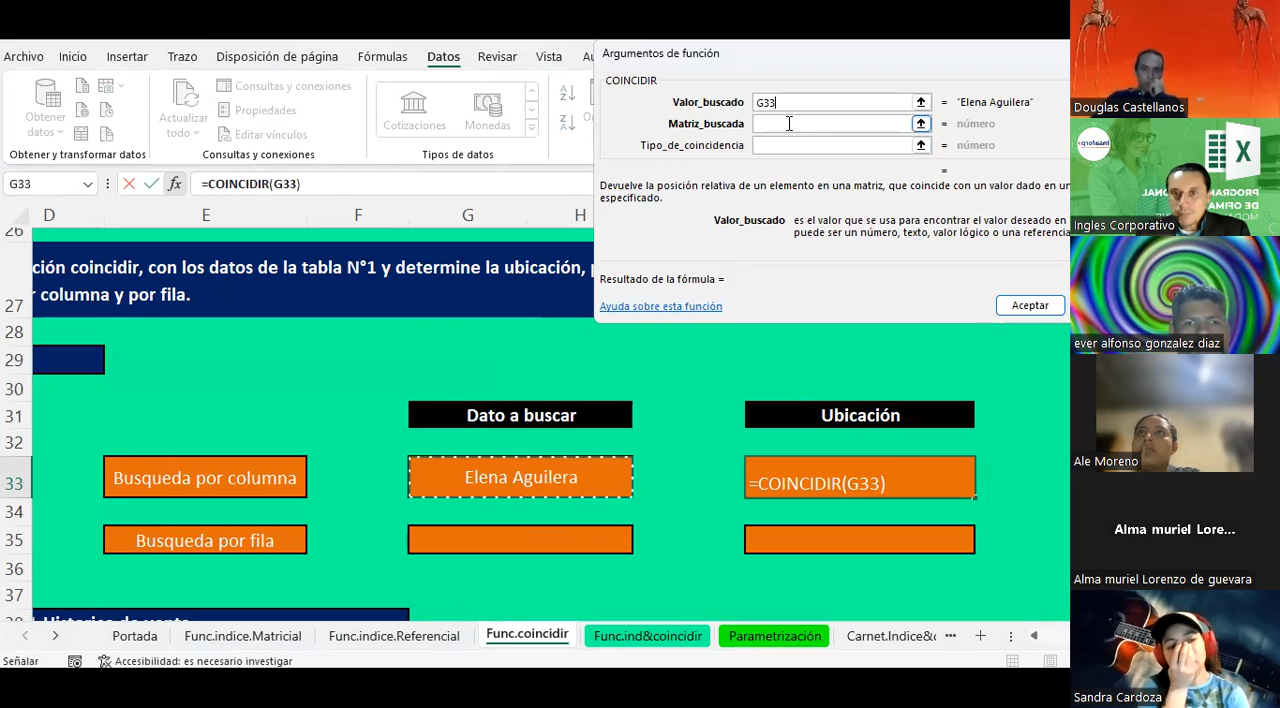 Archivo Inicio Insertar Trazo Disposición de página Fórmulas Datos Revisar Vista
Obtener datos
Actualizar todo
Consultas y conexiones
Propiedades
Editar vínculos
Cotizaciones
Monedas
Obtener y transformar datos
Consultas y conexiones
Tipos de datos
Argumentos de función
COINCIDIR
Valor_buscado G33 = "Elena Aguilera"
Matriz_buscada = número
Tipo_de_coincidencia = número
=
Devuelve la posición relativa de un elemento en una matriz, que coincide con un valor dado en un
especificado.
Valor_buscado es el valor que se usa para encontrar el valor deseado en
puede ser un número, texto, valor lógico o una referencia
Resultado de la fórmula =
Ayuda sobre esta función
Aceptar
G33 fx =COINCIDIR(G33)
D E F G H
26
27 ción coincidir, con los datos de la tabla N°1 y determine la ubicación,
r columna y por fila.
28
29
30
31 Dato a buscar Ubicación
32
33 Busqueda por columna Elena Aguilera =COINCIDIR(G33)
34
35 Busqueda por fila
36
37
Portada Func.indice.Matricial Func.indice.Referencial Func.coincidir Func.ind&coincidir Parametrización Carnet.Indice&c
Señalar Accesibilidad: es necesario investigar
Douglas Castellanos
Ingles Corporativo
ever alfonso gonzalez diaz
Ale Moreno
Alma muriel Lore...
Alma muriel Lorenzo de guevara
Sandra Cardoza